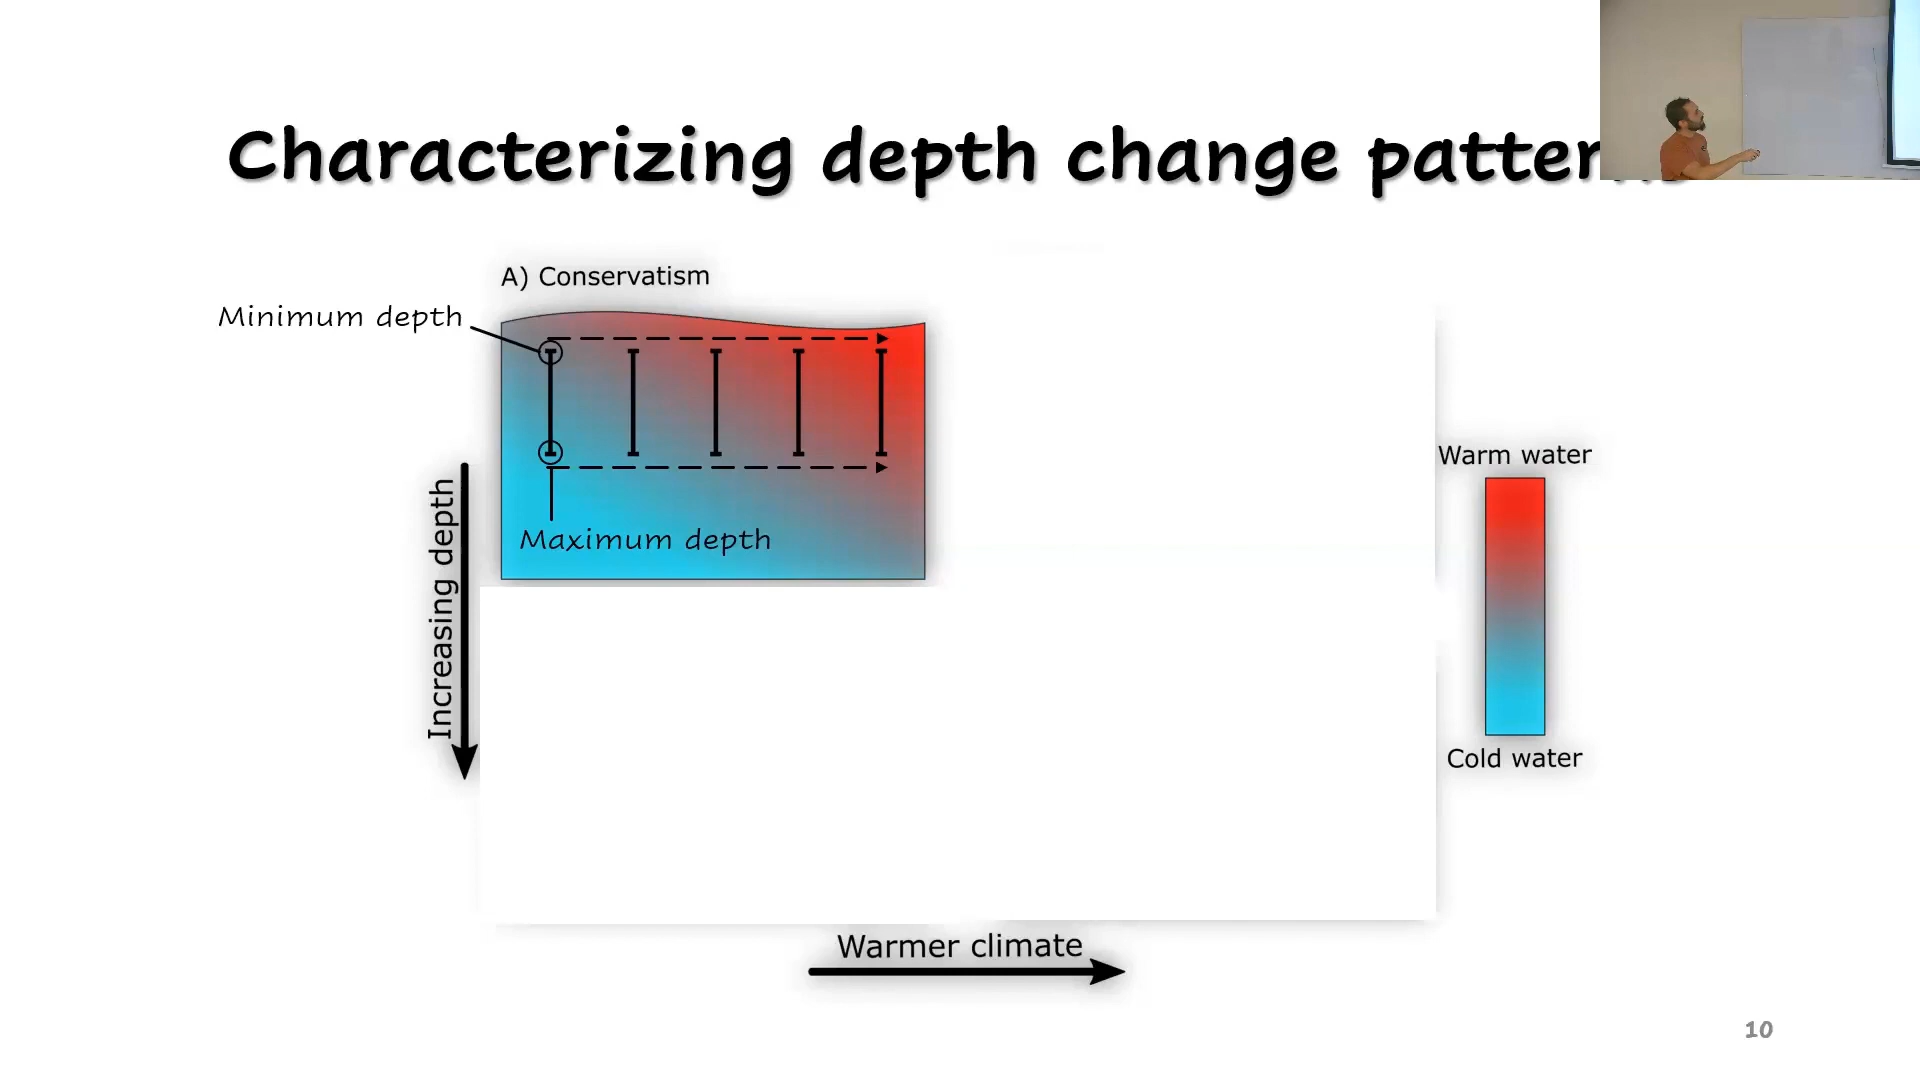 Characterizing depth change patterns
A) Conservatism
Minimum depth
Maximum depth
Increasing depth
Warm water
Cold water
Warmer climate
10